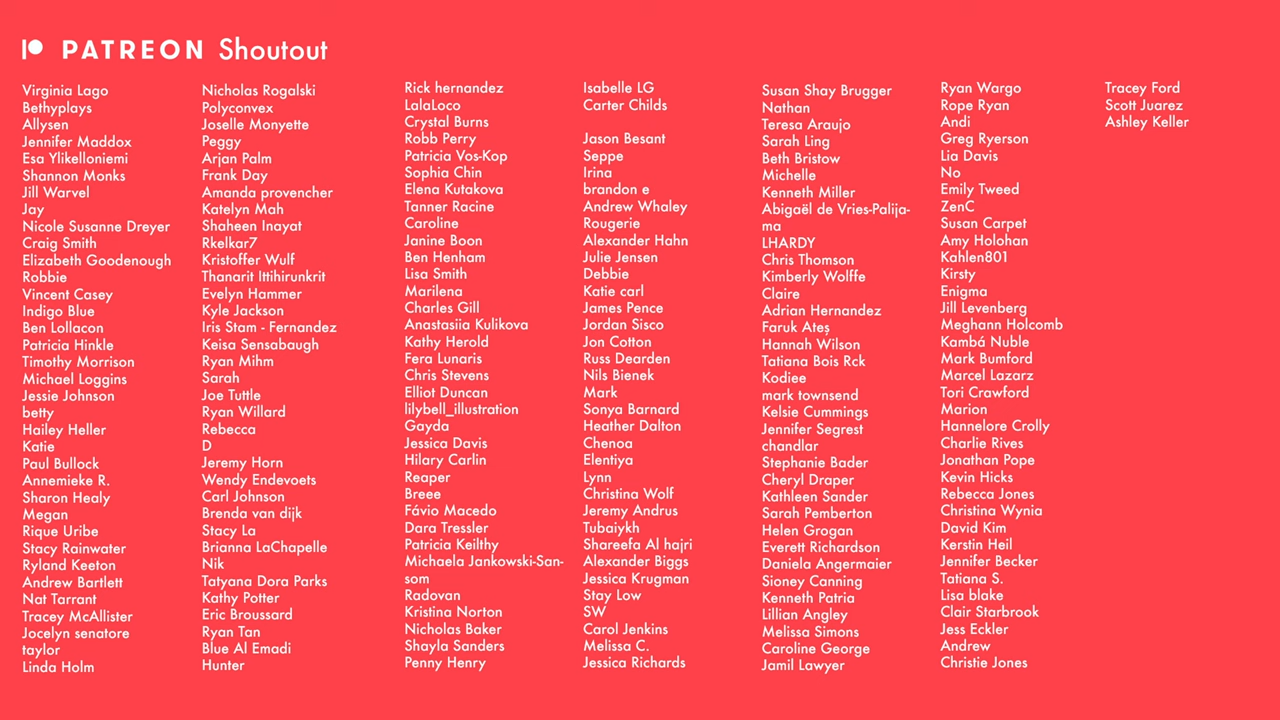 PATREON Shoutout
Virginia Lago
Bethyplays
Allysen
Jennifer Maddox
Esa Ylikelloniemi
Shannon Monks
Jill Warvel
Jay
Nicole Susanne Dreyer
Craig Smith
Elizabeth Goodenough
Robbie
Vincent Casey
Indigo Blue
Ben Lollacon
Patricia Hinkle
Timothy Morrison
Michael Loggins
Jessie Johnson
betty
Hailey Heller
Katie
Paul Bullock
Annemieke R.
Sharon Healy
Megan
Rique Uribe
Stacy Rainwater
Ryland Keeton
Andrew Bartlett
Nat Tarrant
Tracey McAllister
Jocelyn senatore
taylor
Linda Holm
Nicholas Rogalski
Polyconvex
Joselle Monyette
Peggy
Arjan Palm
Frank Day
Amanda provencher
Katelyn Mah
Shaheen Inayat
Rkelkar7
Kristoffer Wulf
Thanarit Ittihirunkrit
Evelyn Hammer
Kyle Jackson
Iris Stam - Fernandez
Keisa Sensabaugh
Ryan Mihm
Sarah
Joe Tuttle
Ryan Willard
Rebecca
D
Jeremy Horn
Wendy Endevoets
Carl Johnson
Brenda van dijk
Stacy La
Brianna LaChapelle
Nik
Tatyana Dora Parks
Kathy Potter
Eric Broussard
Ryan Tan
Blue Al Emadi
Hunter
Rick hernandez
LalaLoco
Crystal Burns
Robb Perry
Patricia Vos-Kop
Sophia Chin
Elena Kutakova
Tanner Racine
Caroline
Janine Boon
Ben Henham
Lisa Smith
Marilena
Charles Gill
Anastasiia Kulikova
Kathy Herold
Fera Lunaris
Chris Stevens
Elliot Duncan
lilybell_illustration
Gayda
Jessica Davis
Hilary Carlin
Reaper
Breee
Fávio Macedo
Dara Tressler
Patricia Keilthy
Michaela Jankowski-San-
som
Radovan
Kristina Norton
Nicholas Baker
Shayla Sanders
Penny Henry
Isabelle LG
Carter Childs
Jason Besant
Seppe
Irina
brandon e
Andrew Whaley
Rougerie
Alexander Hahn
Julie Jensen
Debbie
Katie carl
James Pence
Jordan Sisco
Jon Cotton
Russ Dearden
Nils Bienek
Mark
Sonya Barnard
Heather Dalton
Chenoa
Elentiya
Lynn
Christina Wolf
Jeremy Andrus
Tubaiykh
Shareefa Al hajri
Alexander Biggs
Jessica Krugman
Stay Low
SW
Carol Jenkins
Melissa C.
Jessica Richards
Susan Shay Brugger
Nathan
Teresa Araujo
Sarah Ling
Beth Bristow
Michelle
Kenneth Miller
Abigaël de Vries-Palija-
ma
LHARDY
Chris Thomson
Kimberly Wolffe
Claire
Adrian Hernandez
Faruk Ateş
Hannah Wilson
Tatiana Bois Rck
Kodiee
mark townsend
Kelsie Cummings
Jennifer Segrest
chandlar
Stephanie Bader
Cheryl Draper
Kathleen Sander
Sarah Pemberton
Helen Grogan
Everett Richardson
Daniela Angermaier
Sioney Canning
Kenneth Patria
Lillian Angley
Melissa Simons
Caroline George
Jamil Lawyer
Ryan Wargo
Rope Ryan
Andi
Greg Ryerson
Lia Davis
No
Emily Tweed
ZenC
Susan Carpet
Amy Holohan
Kahlen801
Kirsty
Enigma
Jill Levenberg
Meghann Holcomb
Kambá Nuble
Mark Bumford
Marcel Lazarz
Tori Crawford
Marion
Hannelore Crolly
Charlie Rives
Jonathan Pope
Kevin Hicks
Rebecca Jones
Christina Wynia
David Kim
Kerstin Heil
Jennifer Becker
Tatiana S.
Lisa blake
Clair Starbrook
Jess Eckler
Andrew
Christie Jones
Tracey Ford
Scott Juarez
Ashley Keller